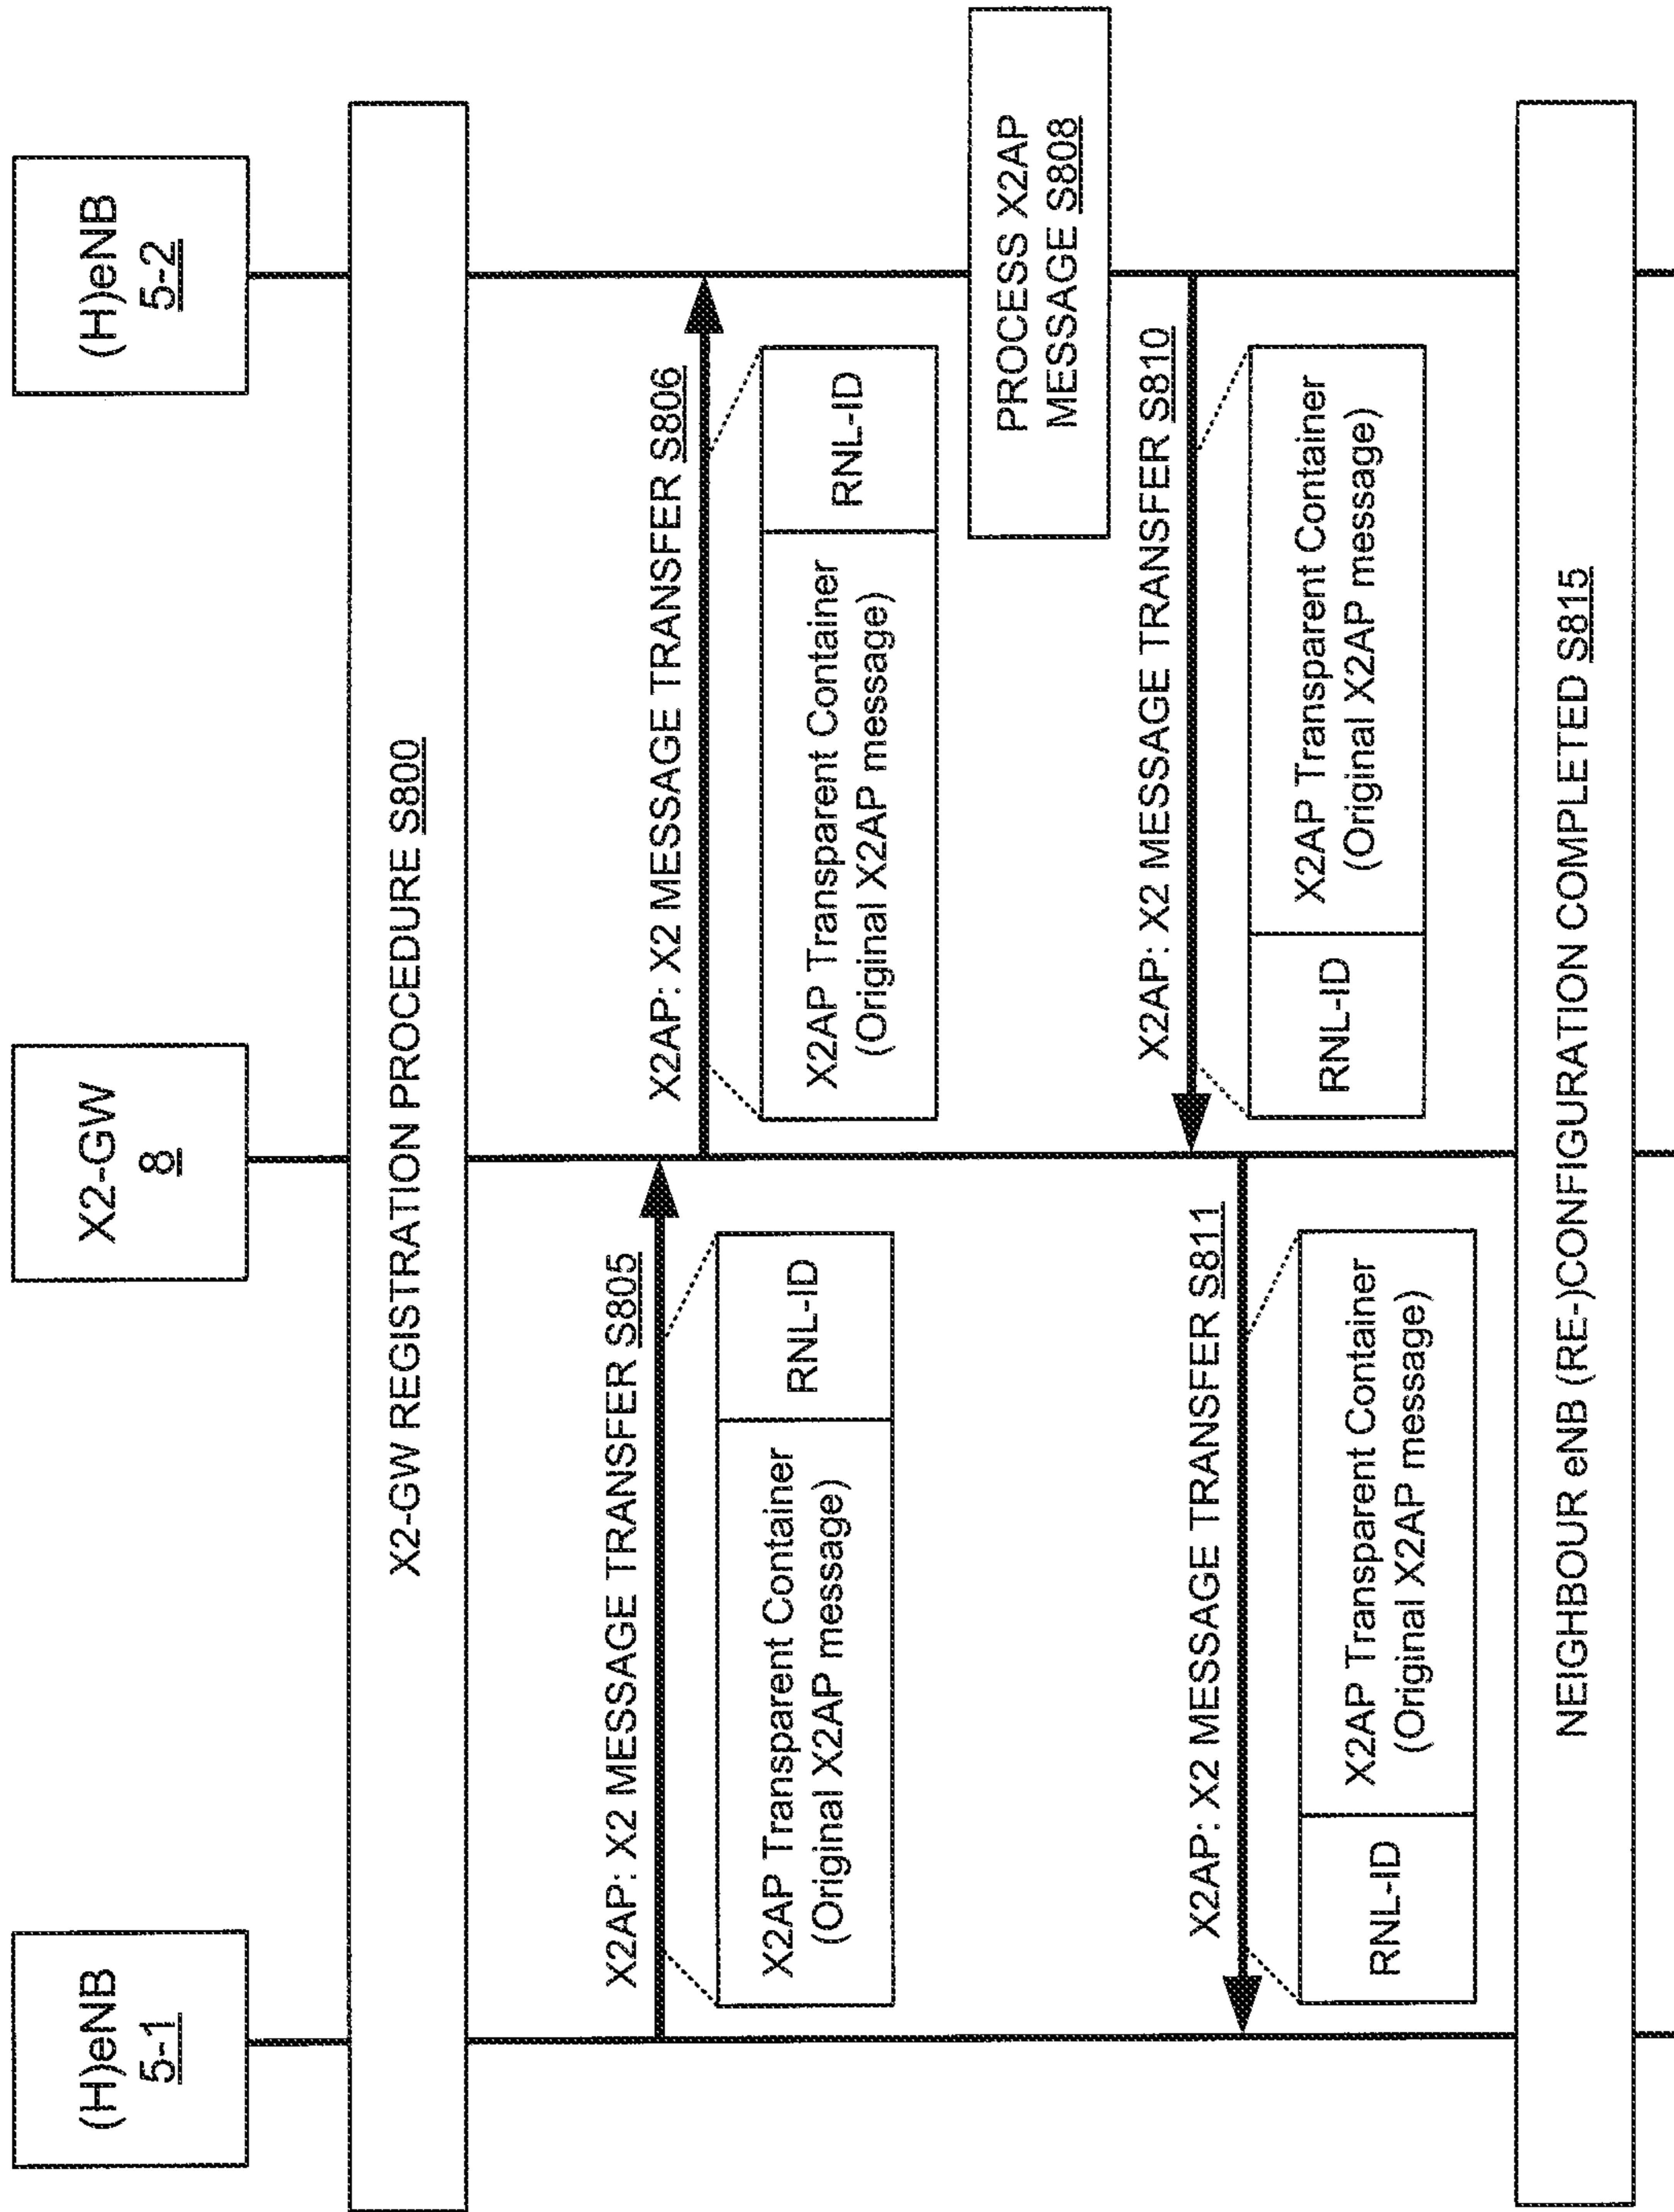 (H)eNB
5-1
X2-GW
8
(H)eNB
5-2
X2-GW REGISTRATION PROCEDURE S800
X2AP: X2 MESSAGE TRANSFER S805
X2AP Transparent Container
(Original X2AP message)
RNL-ID
X2AP: X2 MESSAGE TRANSFER S806
X2AP Transparent Container
(Original X2AP message)
RNL-ID
PROCESS X2AP
MESSAGE S808
X2AP: X2 MESSAGE TRANSFER S810
RNL-ID
X2AP Transparent Container
(Original X2AP message)
X2AP: X2 MESSAGE TRANSFER S811
RNL-ID
X2AP Transparent Container
(Original X2AP message)
NEIGHBOUR eNB (RE-)CONFIGURATION COMPLETED S815